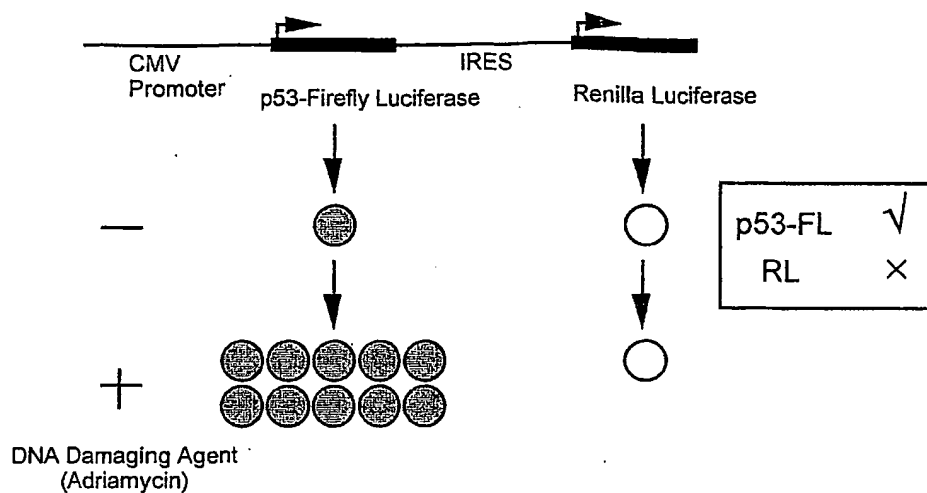 CMV
Promoter
IRES
p53-Firefly Luciferase
Renilla Luciferase
−
p53-FL √
RL ×
+
DNA Damaging Agent
(Adriamycin)